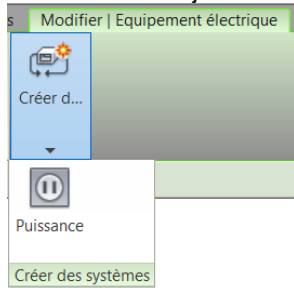 s Modifier | Equipement électrique
Créer d...
Puissance
Créer des systèmes